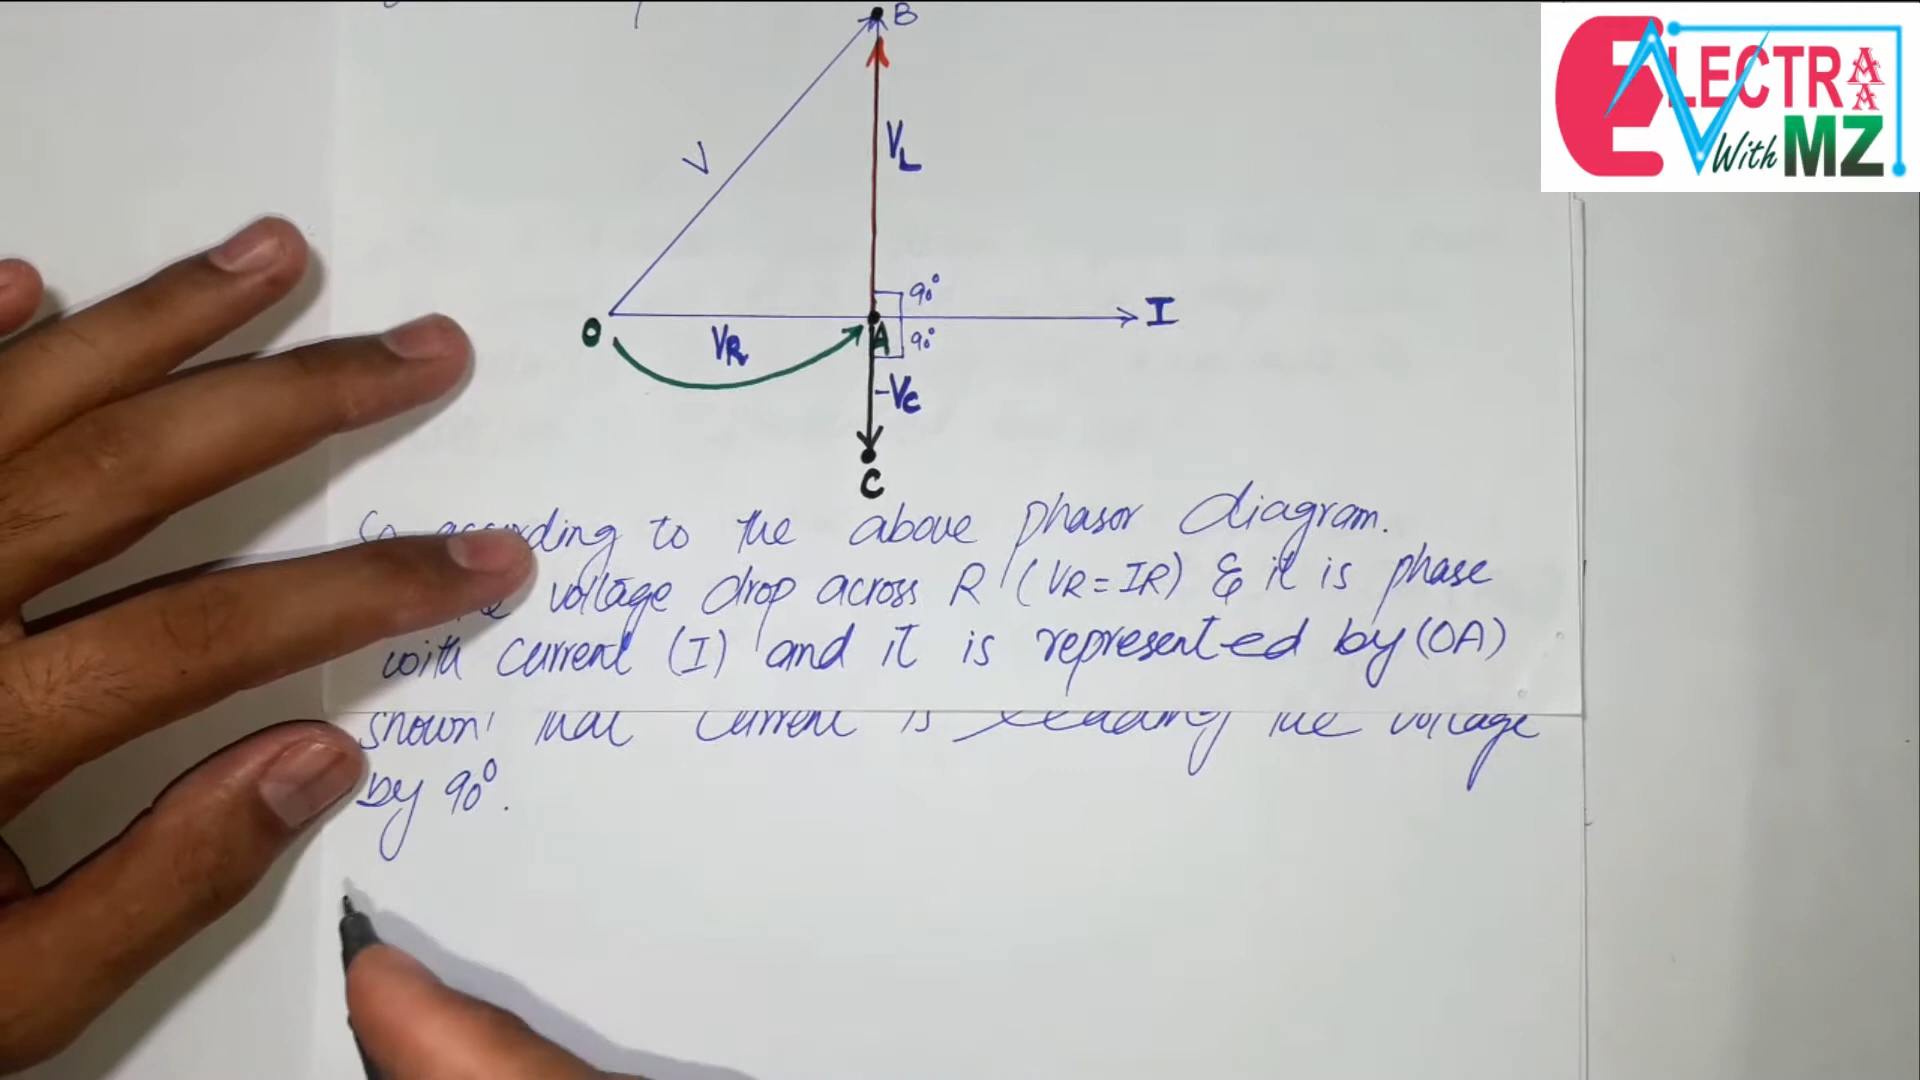 B
ELECTRA
With MZ
V
VL
90°
I
O
VR
A
90°
-Vc
C
So according to the above phasor diagram.
voltage drop across R (VR = IR) & it is phase
with current (I) and it is represented by (OA)
shown that current is leading the voltage
by 90°.